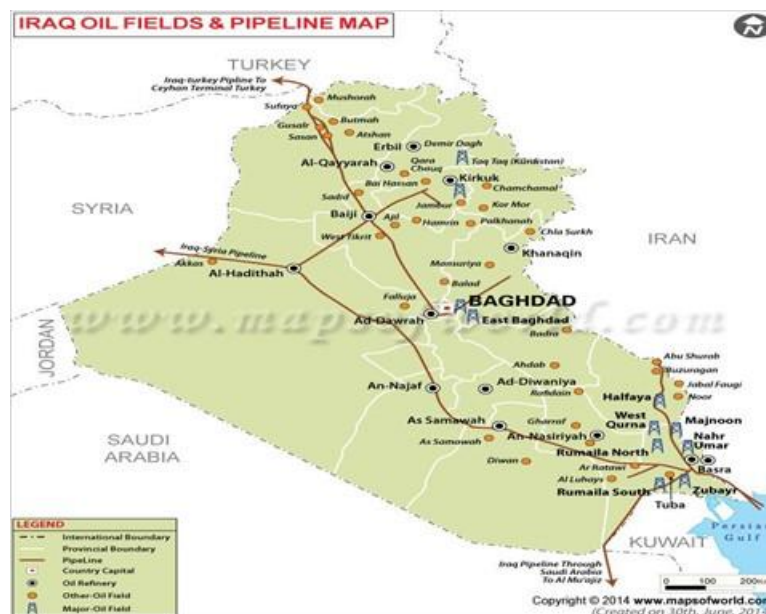 IRAQ OIL FIELDS & PIPELINE MAP
TURKEY
Iraq-turkey Pipline To
Ceyhan Terminal Turkey
Mushorah
Sufaya
Butmah
Gusair
Atshan
Sasan
Erbil
Demir Dagh
Al-Qayyarah
Qara
Chauq
Taq Taq (Kurdistan)
Bai Hassan
Kirkuk
Chamchamal
Sadid
Jambur
Kor Mor
SYRIA
Baiji
Ajil
Hamrin
Palkhanah
West Tikrit
Chia Surkh
IRAN
Iraq-Syria Pipeline
Khanaqin
Akkas
Al-Hadithah
Mansuriya
Balad
Falluja
BAGHDAD
Ad-Dawrah
East Baghdad
www.mapsofworld.com
Badra
JORDAN
Ahdab
Abu Shurab
Buzuragan
An-Najaf
Ad-Diwaniya
Jabal Fauqi
Rafidain
Halfaya
Noor
As Samawah
Gharraf
West
Qurna
Majnoon
SAUDI
ARABIA
As Samawah
An-Nasiriyah
Nahr
Umar
Rumaila North
Diwan
Ar Ratawi
Basra
Al Luhays
Rumaila South
Zubayr
Tuba
Persian
Gulf
KUWAIT
LEGEND
International Boundary
Provincial Boundary
PipeLine
Country Capital
Oil Refinery
Other-Oil Field
Major-Oil Field
Iraq Pipeline Through
Saudi Arabia
To Al Mu'ajiz
0 100 200
Copyright © 2014 www.mapsofworld.com
(Created on 30th, June, 201